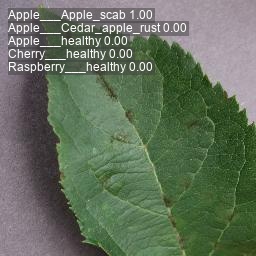 Apple___Apple_scab 1.00
Apple___Cedar_apple_rust 0.00
Apple___healthy 0.00
Cherry___healthy 0.00
Raspberry___healthy 0.00